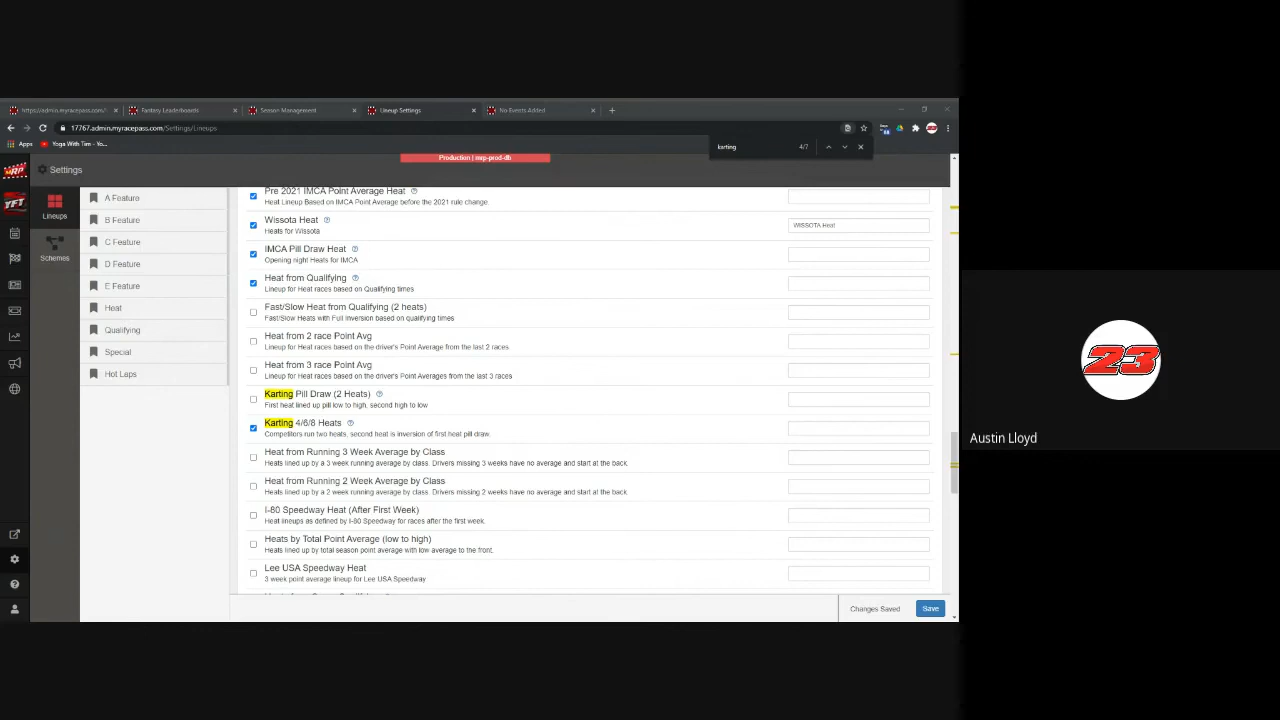 https://admin.myracepass.com/
Fantasy Leaderboards
Season Management
Lineup Settings
No Events Added
17767.admin.myracepass.com/Settings/Lineups
Apps
Yoga With Tim - Yo...
karting
4/7
Production | mrp-prod-db
Settings
Lineups
Schemes
TFT
A Feature
B Feature
C Feature
D Feature
E Feature
Heat
Qualifying
Special
Hot Laps
Pre 2021 IMCA Point Average Heat
Heat Lineup Based on IMCA Point Average before the 2021 rule change.
Wissota Heat
Heats for Wissota
WISSOTA Heat
IMCA Pill Draw Heat
Opening night Heats for IMCA
Heat from Qualifying
Lineup for Heat races based on Qualifying times
Fast/Slow Heat from Qualifying (2 heats)
Fast/Slow Heats with Full Inversion based on qualifying times
Heat from 2 race Point Avg
Lineup for Heat races based on the driver's Point Average from the last 2 races.
Heat from 3 race Point Avg
Lineup for Heat races based on the driver's Point Averages from the last 3 races
Karting Pill Draw (2 Heats)
First heat lined up pill low to high, second high to low
Karting 4/6/8 Heats
Competitors run two heats, second heat is inversion of first heat pill draw.
Heat from Running 3 Week Average by Class
Heats lined up by a 3 week running average by class. Drivers missing 3 weeks have no average and start at the back.
Heat from Running 2 Week Average by Class
Heats lined up by a 2 week running average by class. Drivers missing 2 weeks have no average and start at the back.
I-80 Speedway Heat (After First Week)
Heat lineups as defined by I-80 Speedway for races after the first week.
Heats by Total Point Average (low to high)
Heats lined up by total season point average with low average to the front.
Lee USA Speedway Heat
3 week point average lineup for Lee USA Speedway
Changes Saved
Save
23
Austin Lloyd